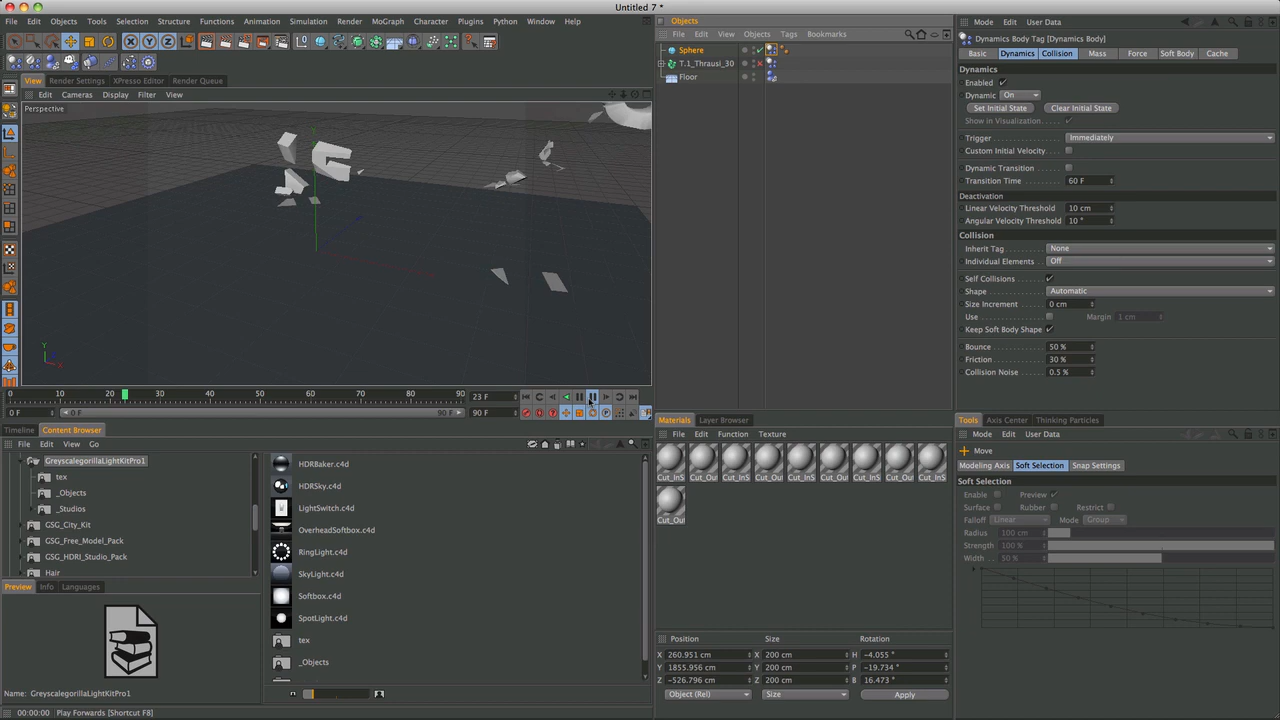 Untitled 7 *
File Edit Objects Tools Selection Structure Functions Animation Simulation Render MoGraph Character Plugins Python Window Help
View Render Settings XPresso Editor Render Queue
Edit Cameras Display Filter View
Perspective
Y
X
0 10 20 30 40 50 60 70 80 90 23 F
0 F 0 F 90 F 90 F
Timeline Content Browser
File Edit View Go
GreyscalegorillaLightKitPro1
tex
_Objects
_Studios
GSG_City_Kit
GSG_Free_Model_Pack
GSG_HDRI_Studio_Pack
Hair
Preview Info Languages
Name: GreyscalegorillaLightKitPro1
HDRBaker.c4d
HDRSky.c4d
LightSwitch.c4d
OverheadSoftbox.c4d
RingLight.c4d
SkyLight.c4d
Softbox.c4d
SpotLight.c4d
tex
_Objects
00:00:00 Play Forwards [Shortcut F8]
Objects
File Edit View Objects Tags Bookmarks
Sphere
T.1_Thrausi_30
Floor
Materials Layer Browser
File Edit Function Texture
Cut_InS Cut_Out Cut_InS Cut_Out Cut_InS Cut_Out Cut_InS Cut_Out Cut_InS
Cut_Ou
Position Size Rotation
X 260.951 cm X 200 cm H -4.055 °
Y 1855.956 cm Y 200 cm P -19.734 °
Z -526.796 cm Z 200 cm B 16.473 °
Object (Rel) Size Apply
Mode Edit User Data
Dynamics Body Tag [Dynamics Body]
Basic Dynamics Collision Mass Force Soft Body Cache
Dynamics
Enabled
Dynamic On
Set Initial State Clear Initial State
Show in Visualization
Trigger Immediately
Custom Initial Velocity
Dynamic Transition
Transition Time 60 F
Deactivation
Linear Velocity Threshold 10 cm
Angular Velocity Threshold 10 °
Collision
Inherit Tag None
Individual Elements Off
Self Collisions
Shape Automatic
Size Increment 0 cm
Use Margin 1 cm
Keep Soft Body Shape
Bounce 50 %
Friction 30 %
Collision Noise 0.5 %
Tools Axis Center Thinking Particles
Mode Edit User Data
Move
Modeling Axis Soft Selection Snap Settings
Soft Selection
Enable Preview
Surface Rubber Restrict
Falloff Linear Mode Group
Radius 100 cm
Strength 100 %
Width 50 %